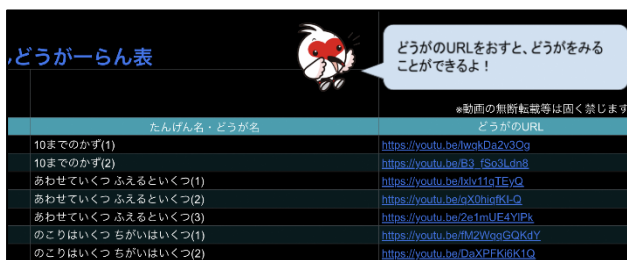 どうがーらん表
どうがのURLをおすと、どうがをみる
ことができるよ！
※動画の無断転載等は固く禁じます
たんげん名・どうが名 どうがのURL
10までのかず(1) https://youtu.be/lwqkDa2v3Og
10までのかず(2) https://youtu.be/B3_fSo3Ldn8
あわせていくつ ふえるといくつ(1) https://youtu.be/lxlv11qTEyQ
あわせていくつ ふえるといくつ(2) https://youtu.be/qX0hiqfKI-Q
あわせていくつ ふえるといくつ(3) https://youtu.be/2e1mUE4YlPk
のこりはいくつ ちがいはいくつ(1) https://youtu.be/fM2WqqGQKdY
のこりはいくつ ちがいはいくつ(2) https://youtu.be/DaXPFKi6K1Q